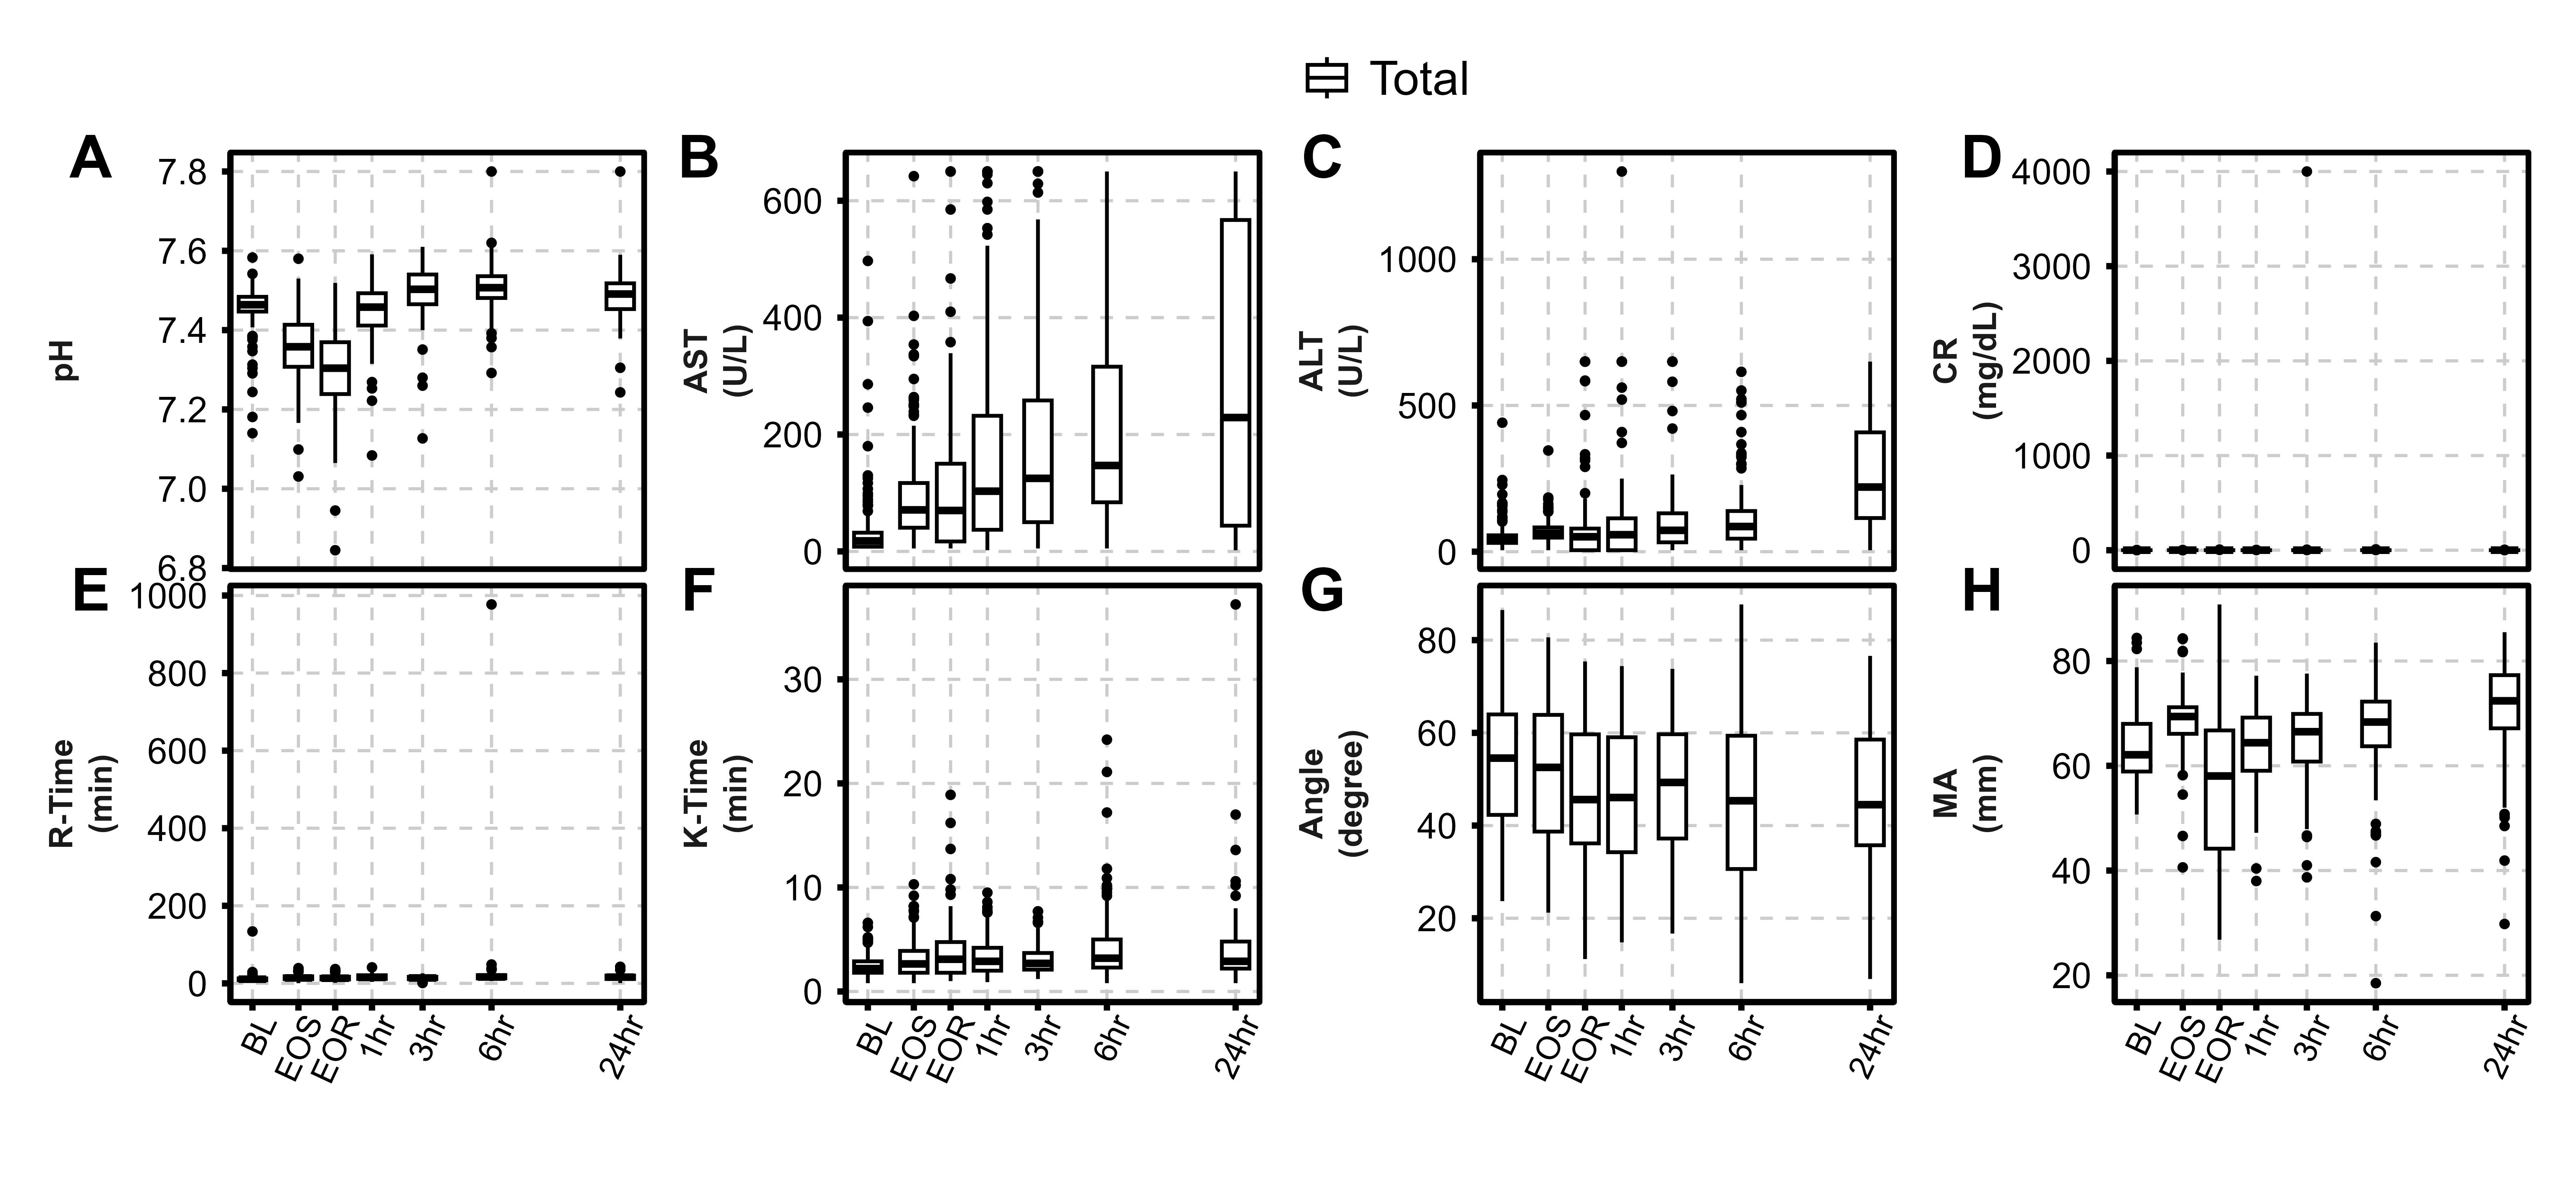 Total
A
pH
7.8
7.6
7.4
7.2
7.0
6.8
B
AST
(U/L)
600
400
200
0
C
ALT
(U/L)
1000
500
0
D
CR
(mg/dL)
4000
3000
2000
1000
0
E
R-Time
(min)
1000
800
600
400
200
0
BL
EOS
EOR
1hr
3hr
6hr
24hr
F
K-Time
(min)
30
20
10
0
BL
EOS
EOR
1hr
3hr
6hr
24hr
G
Angle
(degree)
80
60
40
20
BL
EOS
EOR
1hr
3hr
6hr
24hr
H
MA
(mm)
80
60
40
20
BL
EOS
EOR
1hr
3hr
6hr
24hr